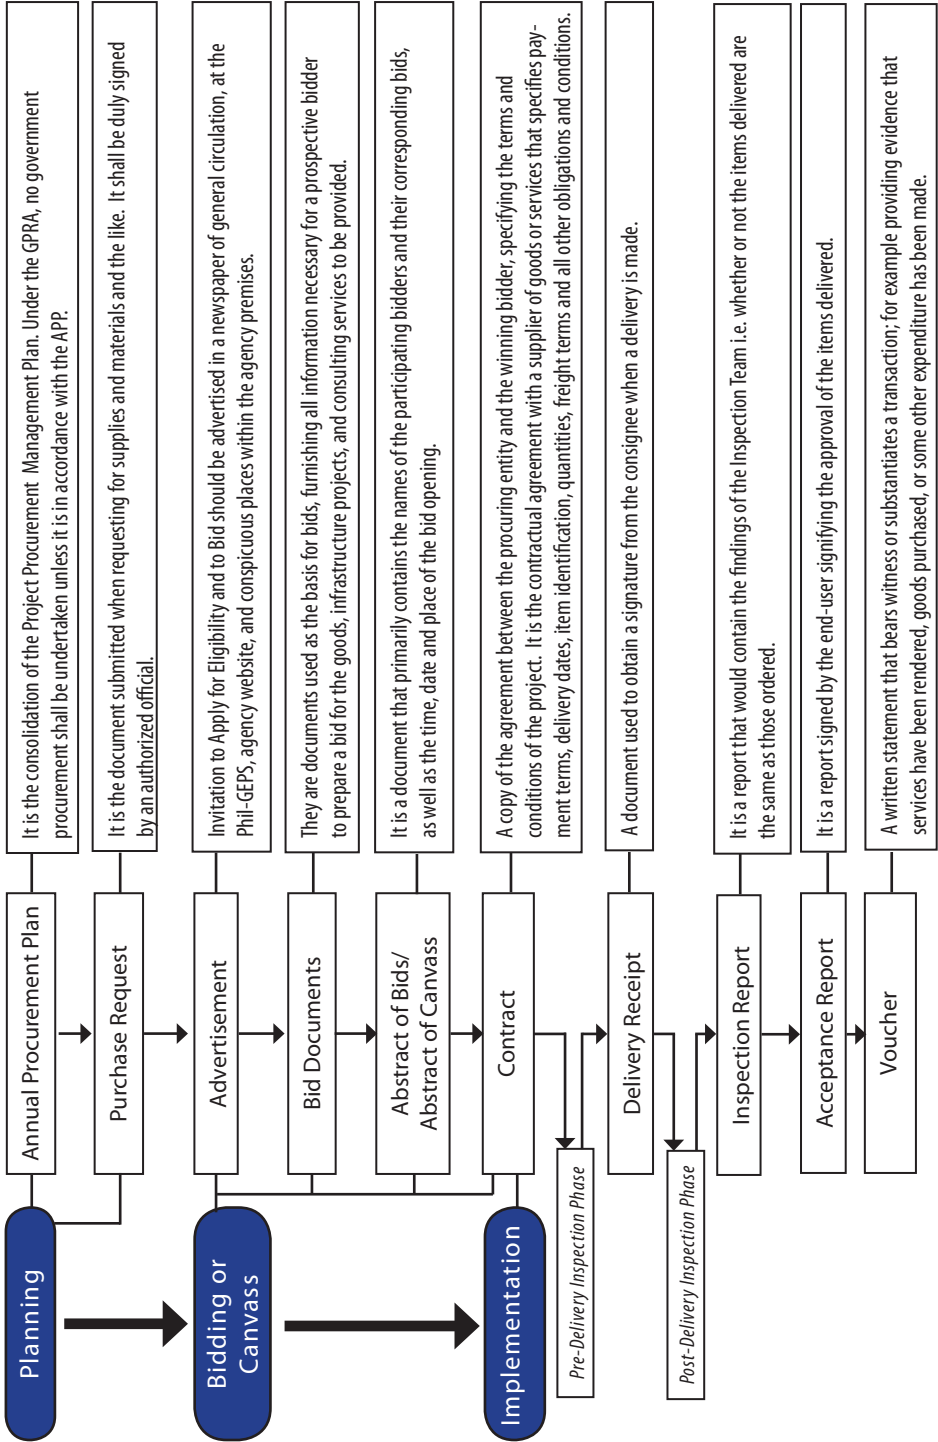 Planning
Annual Procurement Plan
It is the consolidation of the Project Procurement Management Plan. Under the GPRA, no government
procurement shall be undertaken unless it is in accordance with the APP.
Purchase Request
It is the document submitted when requesting for supplies and materials and the like. It shall be duly signed
by an authorized official.
Bidding or
Canvass
Advertisement
Invitation to Apply for Eligibility and to Bid should be advertised in a newspaper of general circulation, at the
Phil-GEPS, agency website, and conspicuous places within the agency premises.
Bid Documents
They are documents used as the basis for bids, furnishing all information necessary for a prospective bidder
to prepare a bid for the goods, infrastructure projects, and consulting services to be provided.
Abstract of Bids/
Abstract of Canvass
It is a document that primarily contains the names of the participating bidders and their corresponding bids,
as well as the time, date and place of the bid opening.
Implementation
Contract
A copy of the agreement between the procuring entity and the winning bidder, specifying the terms and
conditions of the project. It is the contractual agreement with a supplier of goods or services that specifies pay-
ment terms, delivery dates, item identification, quantities, freight terms and all other obligations and conditions.
Pre-Delivery Inspection Phase
Delivery Receipt
A document used to obtain a signature from the consignee when a delivery is made.
Post-Delivery Inspection Phase
Inspection Report
It is a report that would contain the findings of the Inspection Team i.e. whether or not the items delivered are
the same as those ordered.
Acceptance Report
It is a report signed by the end-user signifying the approval of the items delivered.
Voucher
A written statement that bears witness or substantiates a transaction; for example providing evidence that
services have been rendered, goods purchased, or some other expenditure has been made.